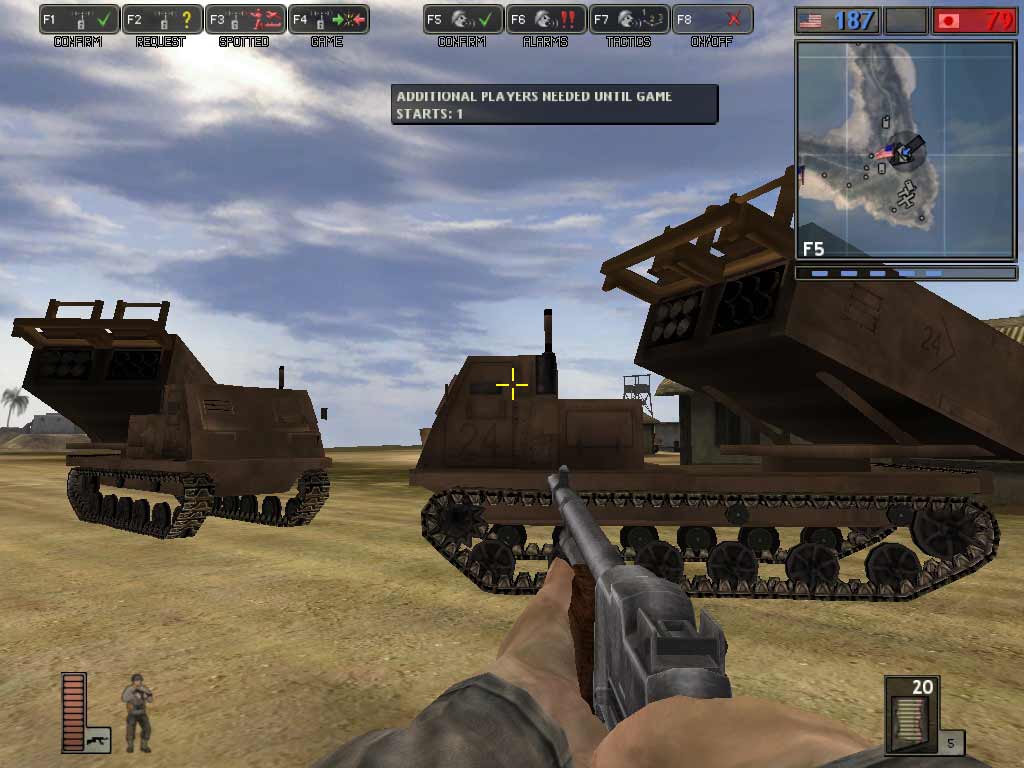 F1 F2 ? F3 F4 F5 F6 !! F7 F8 X 187 79
CONFIRM REQUEST SPOTTED GAME CONFIRM ALARMS TACTICS ON/OFF
ADDITIONAL PLAYERS NEEDED UNTIL GAME
STARTS: 1
F5
24
24
20
5